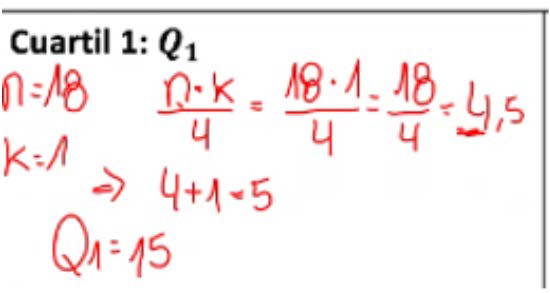 Cuartil 1: Q₁
n=18
n·k/4 = 18·1/4 = 18/4 = 4,5
k=1
⇒ 4+1=5
Q₁=15